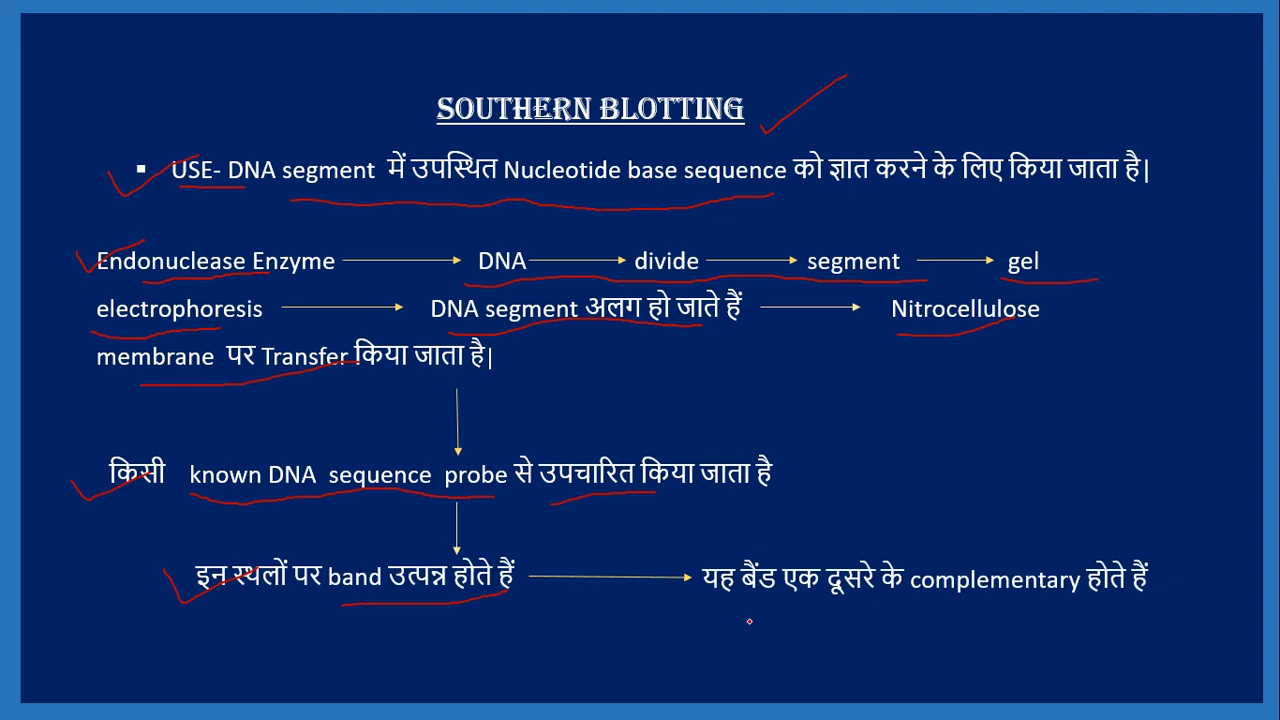 SOUTHERN BLOTTING
▪ USE- DNA segment में उपस्थित Nucleotide base sequence को ज्ञात करने के लिए किया जाता है|
Endonuclease Enzyme → DNA → divide → segment → gel
electrophoresis → DNA segment अलग हो जाते हैं → Nitrocellulose
membrane पर Transfer किया जाता है|
किसी known DNA sequence probe से उपचारित किया जाता है
इन स्थलों पर band उत्पन्न होते हैं → यह बैंड एक दूसरे के complementary होते हैं